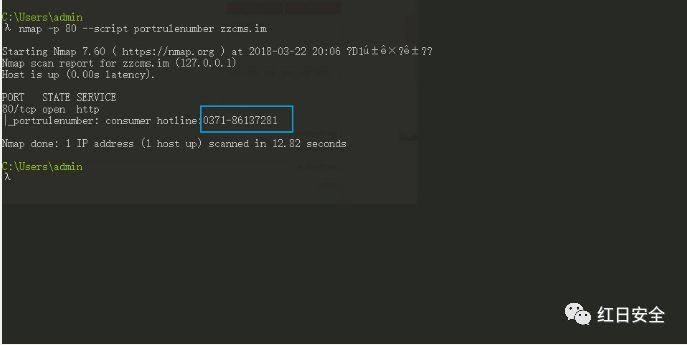 C:\Users\admin
λ nmap -p 80 --script portrulenumber zzcms.im
Starting Nmap 7.60 ( https://nmap.org ) at 2018-03-22 20:06 ?D1ú±ê×?ê±??
Nmap scan report for zzcms.im (127.0.0.1)
Host is up (0.00s latency).
PORT STATE SERVICE
80/tcp open http
|_portrulenumber: consumer hotline:0371-86137281
Nmap done: 1 IP address (1 host up) scanned in 12.82 seconds
C:\Users\admin
λ
红日安全